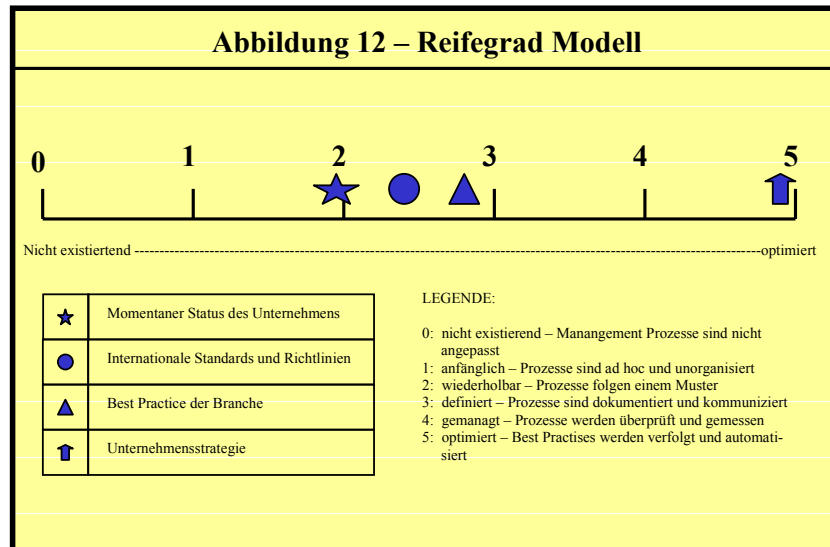 Abbildung 12 – Reifegrad Modell
0 1 2 3 4 5
Nicht existiertend ------------------------------------------------------------------------------------------------------------------------------optimiert
Momentaner Status des Unternehmens
Internationale Standards und Richtlinien
Best Practice der Branche
Unternehmensstrategie
LEGENDE:
0: nicht existierend – Manangement Prozesse sind nicht
angepasst
1: anfänglich – Prozesse sind ad hoc und unorganisiert
2: wiederholbar – Prozesse folgen einem Muster
3: definiert – Prozesse sind dokumentiert und kommuniziert
4: gemanagt – Prozesse werden überprüft und gemessen
5: optimiert – Best Practises werden verfolgt und automati-
siert